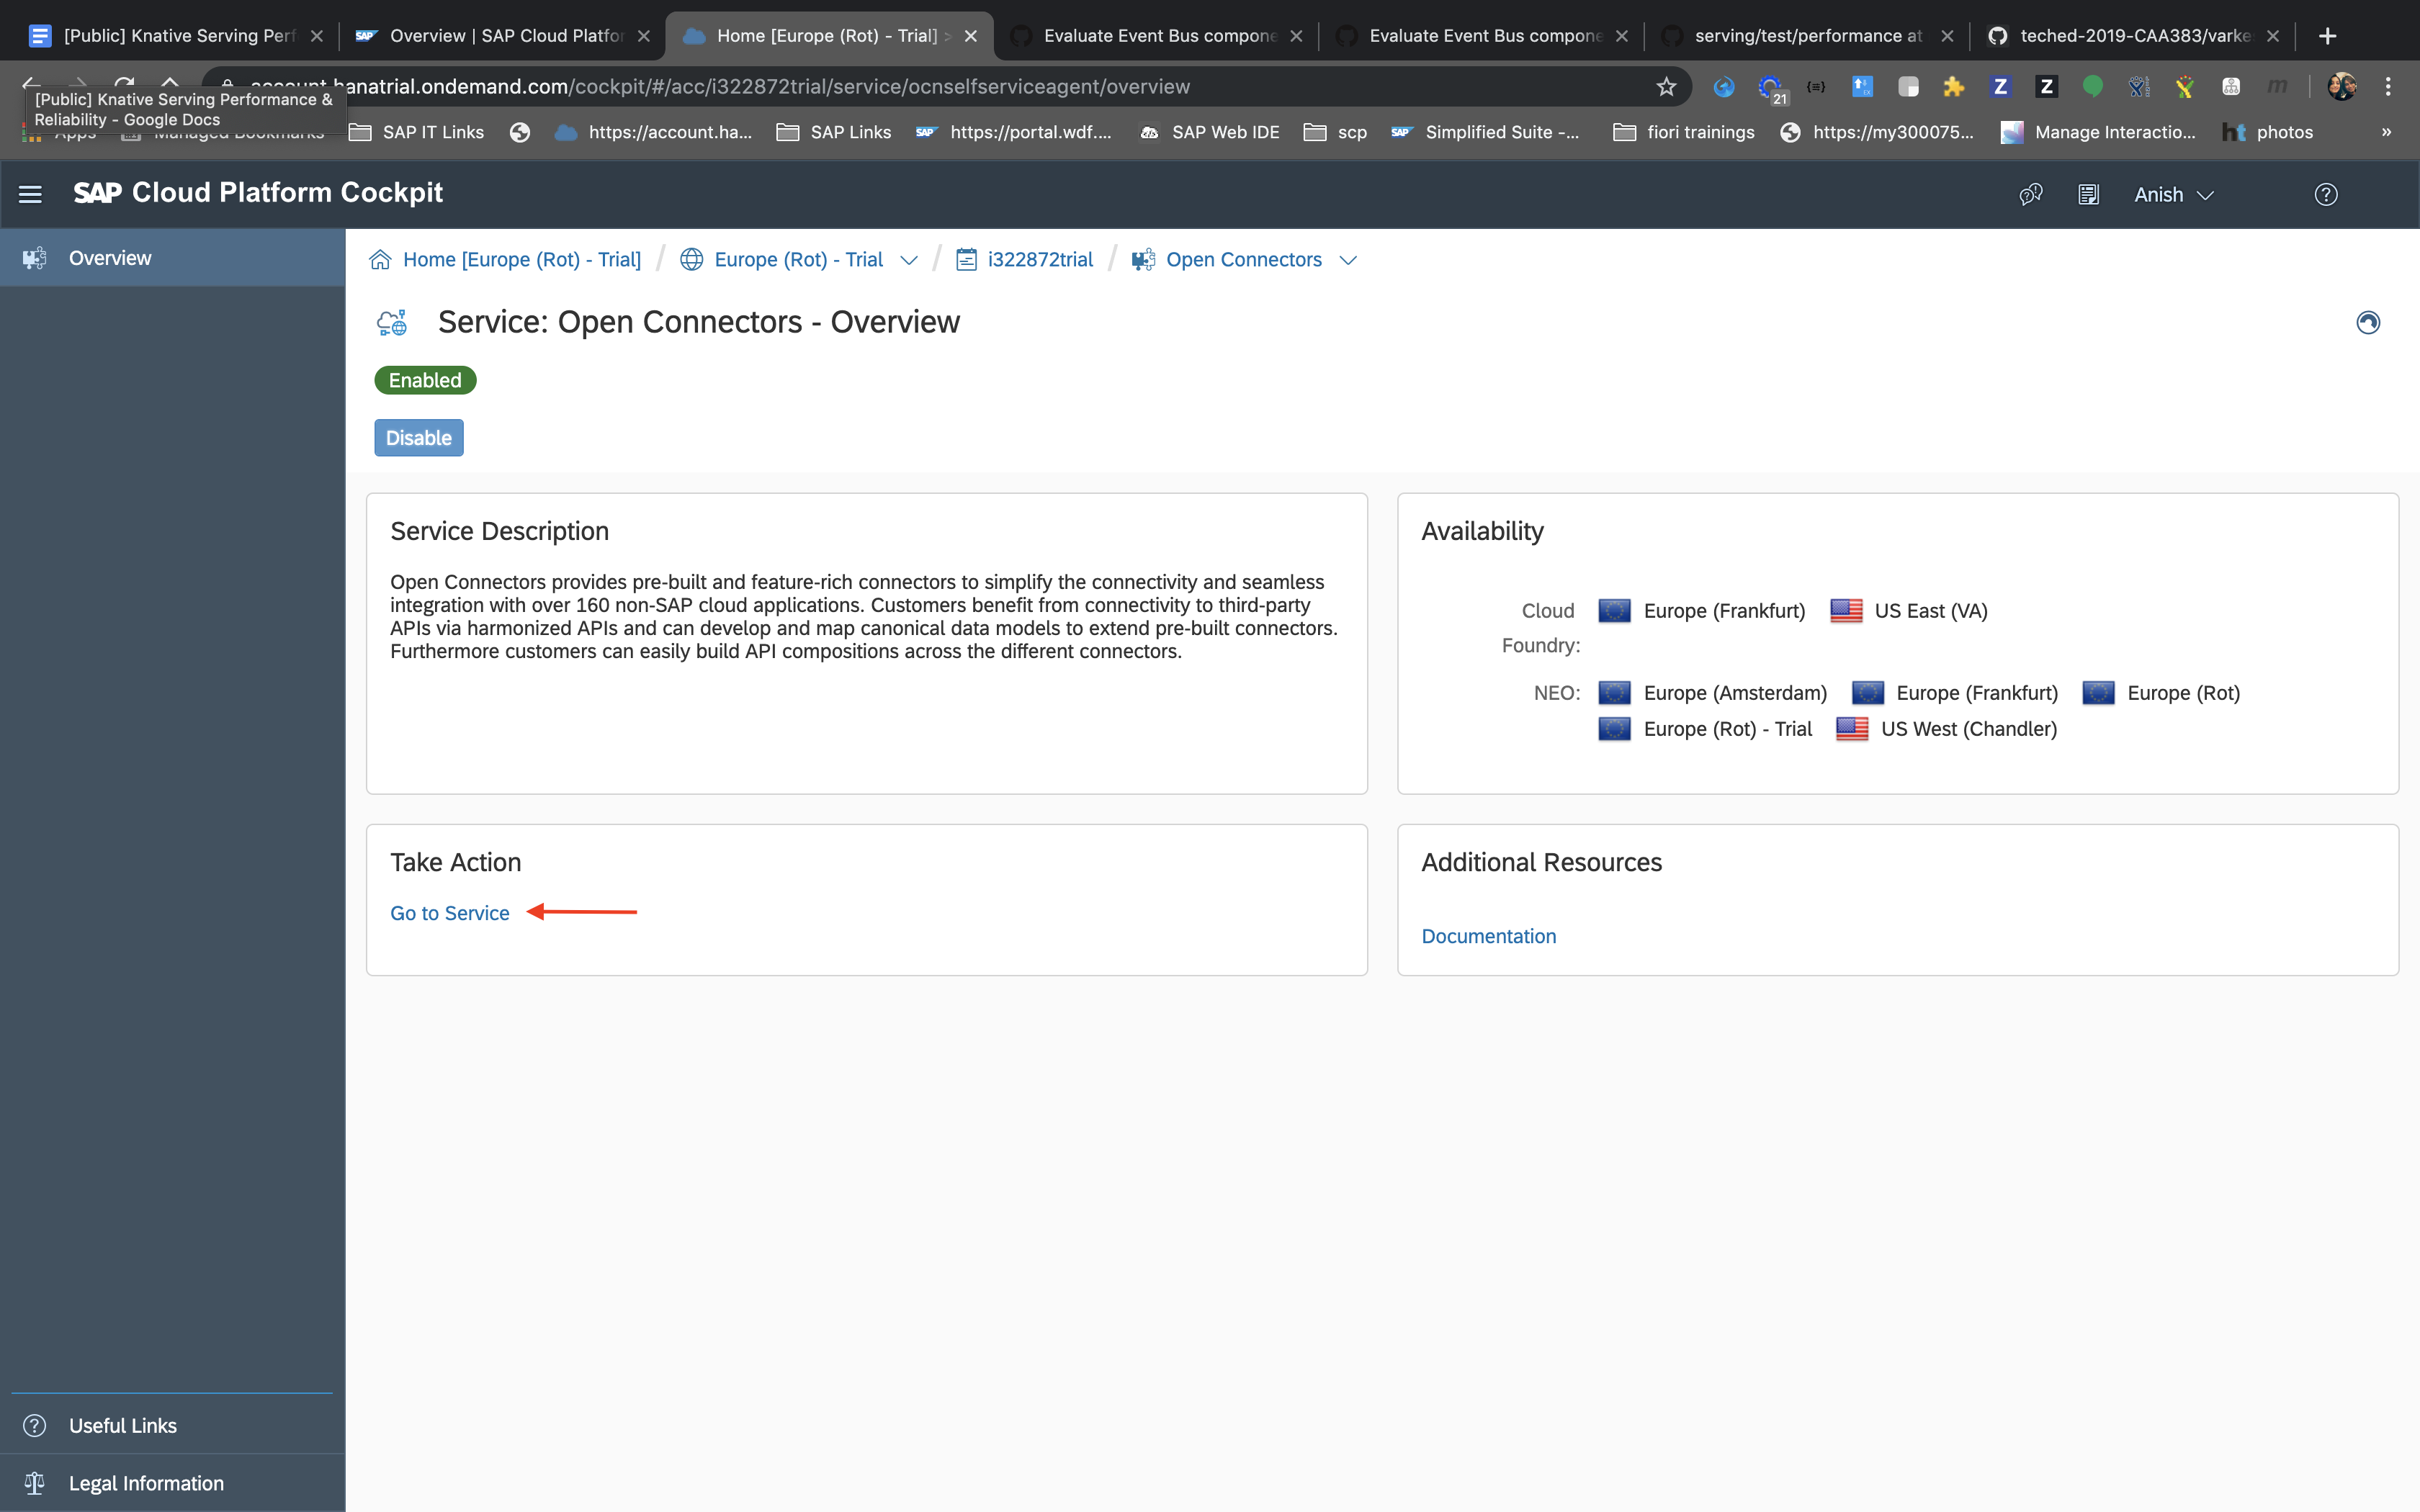 [Public] Knative Serving Perf
Overview | SAP Cloud Platfor
Home [Europe (Rot) - Trial] >
Evaluate Event Bus compone
Evaluate Event Bus compone
serving/test/performance at
teched-2019-CAA383/varke
account.hanatrial.ondemand.com/cockpit/#/acc/i322872trial/service/ocnselfserviceagent/overview
21
[Public] Knative Serving Performance &
Reliability - Google Docs
Apps
Managed Bookmarks
SAP IT Links
https://account.ha...
SAP Links
SAP
https://portal.wdf....
SAP Web IDE
scp
SAP
Simplified Suite -...
fiori trainings
https://my300075...
Manage Interactio...
ht
photos
»
SAP Cloud Platform Cockpit
Anish
Overview
Home [Europe (Rot) - Trial] / Europe (Rot) - Trial / i322872trial / Open Connectors
Service: Open Connectors - Overview
Enabled
Disable
Service Description
Open Connectors provides pre-built and feature-rich connectors to simplify the connectivity and seamless
integration with over 160 non-SAP cloud applications. Customers benefit from connectivity to third-party
APIs via harmonized APIs and can develop and map canonical data models to extend pre-built connectors.
Furthermore customers can easily build API compositions across the different connectors.
Availability
Cloud Europe (Frankfurt) US East (VA)
Foundry:
NEO: Europe (Amsterdam) Europe (Frankfurt) Europe (Rot)
Europe (Rot) - Trial US West (Chandler)
Take Action
Go to Service
Additional Resources
Documentation
Useful Links
Legal Information